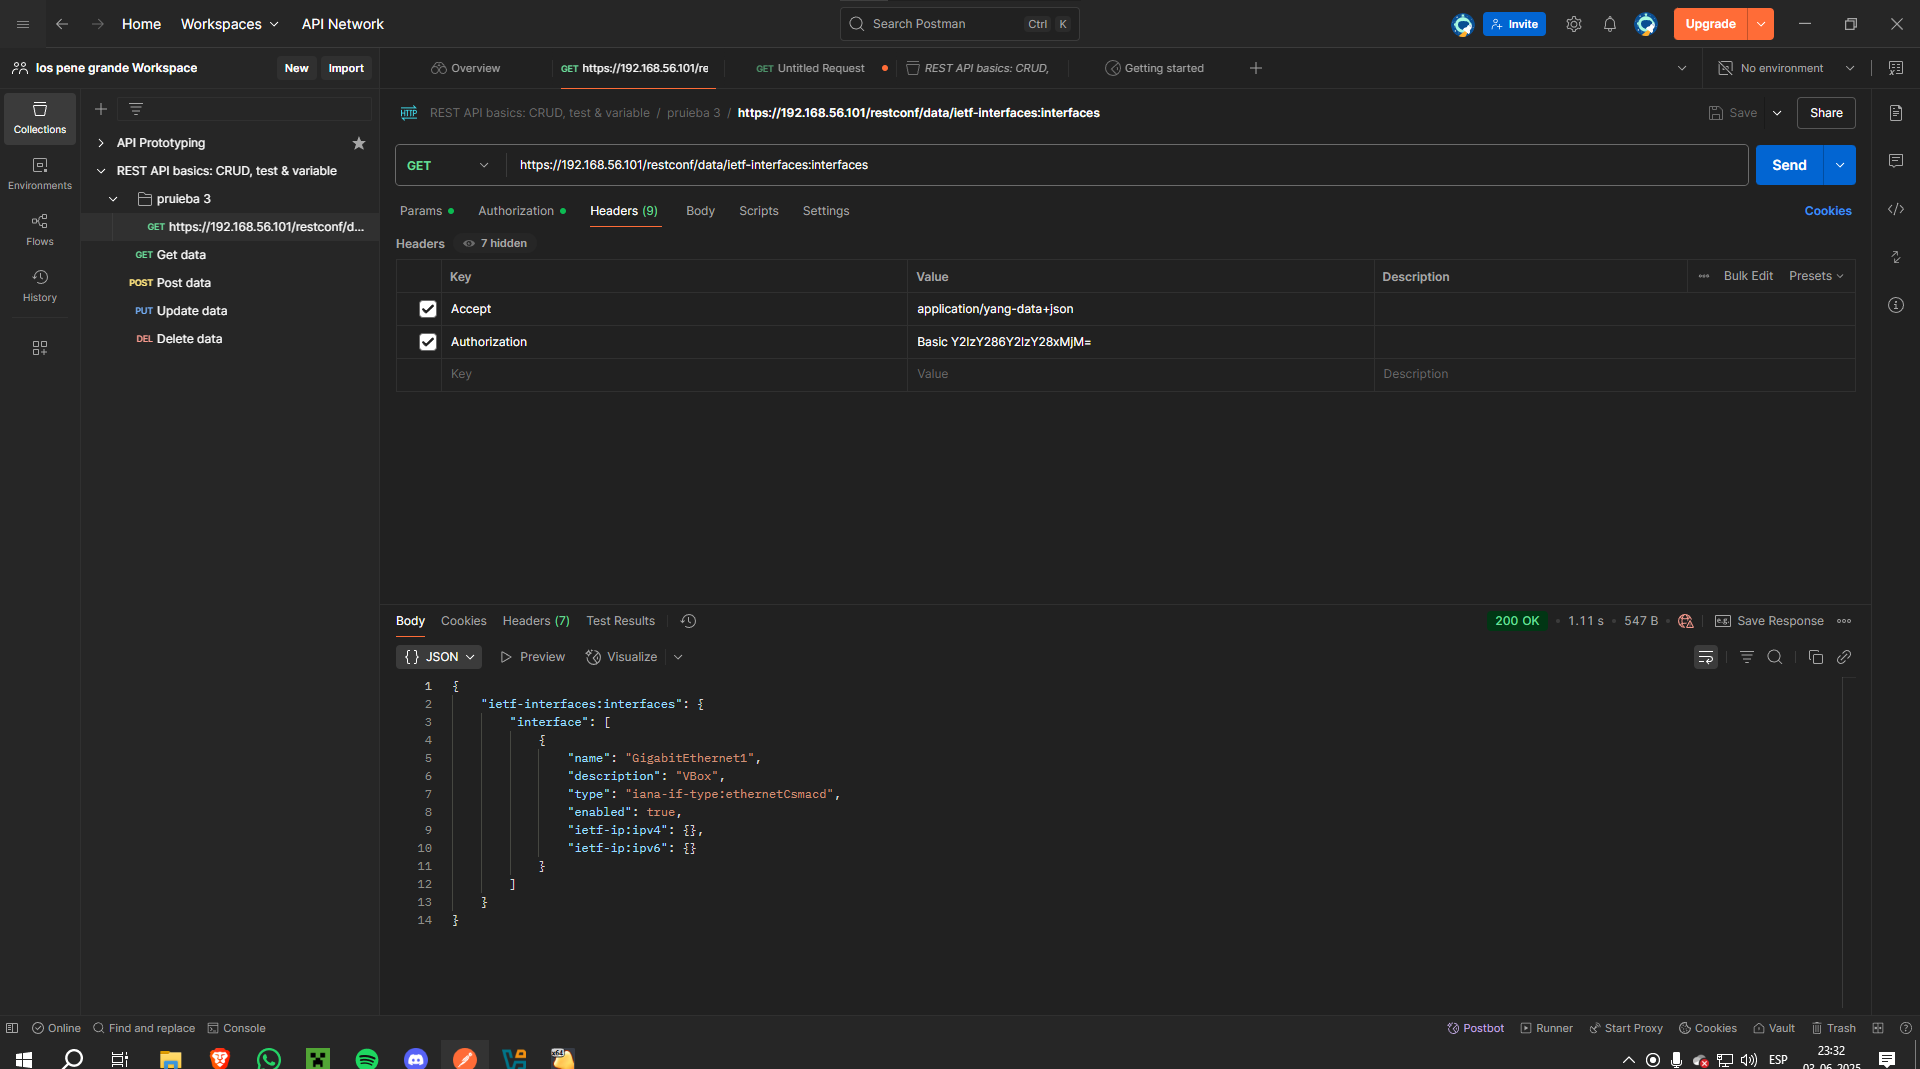 Home
Workspaces
API Network
Search Postman
Ctrl
K
Invite
Upgrade
los pene grande Workspace
New
Import
Overview
GET https://192.168.56.101/re
GET Untitled Request
REST API basics: CRUD,
Getting started
No environment
Collections
Environments
Flows
History
API Prototyping
REST API basics: CRUD, test & variable
pruieba 3
GET https://192.168.56.101/restconf/d...
GET Get data
POST Post data
PUT Update data
DEL Delete data
HTTP
REST API basics: CRUD, test & variable / pruieba 3 / https://192.168.56.101/restconf/data/ietf-interfaces:interfaces
Save
Share
GET
https://192.168.56.101/restconf/data/ietf-interfaces:interfaces
Send
Params
Authorization
Headers (9)
Body
Scripts
Settings
Cookies
Headers
7 hidden
Key
Value
Description
Bulk Edit
Presets
Accept
application/yang-data+json
Authorization
Basic Y2lzY286Y2lzY28xMjM=
Key
Value
Description
Body
Cookies
Headers (7)
Test Results
200 OK
1.11 s
547 B
e.g.
Save Response
{} JSON
Preview
Visualize
1 {
2 "ietf-interfaces:interfaces": {
3 "interface": [
4 {
5 "name": "GigabitEthernet1",
6 "description": "VBox",
7 "type": "iana-if-type:ethernetCsmacd",
8 "enabled": true,
9 "ietf-ip:ipv4": {},
10 "ietf-ip:ipv6": {}
11 }
12 ]
13 }
14 }
Online
Find and replace
Console
Postbot
Runner
Start Proxy
Cookies
Vault
Trash
x64
ESP
23:32